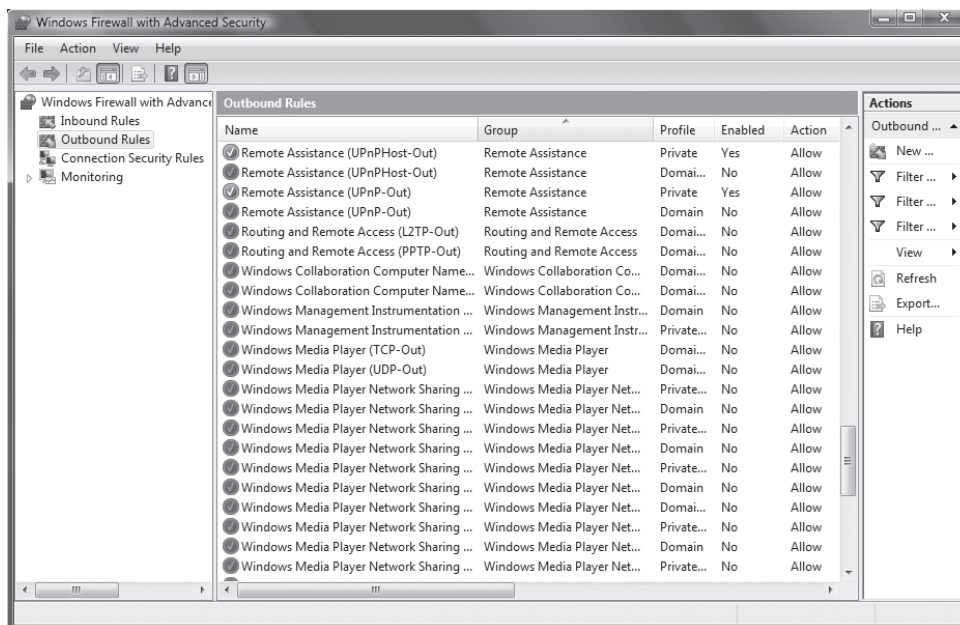 Windows Firewall with Advanced Security
File Action View Help
Windows Firewall with Advance
Inbound Rules
Outbound Rules
Connection Security Rules
Monitoring
Outbound Rules
Name Group Profile Enabled Action
Remote Assistance (UPnPHost-Out) Remote Assistance Private Yes Allow
Remote Assistance (UPnPHost-Out) Remote Assistance Domai... No Allow
Remote Assistance (UPnP-Out) Remote Assistance Private Yes Allow
Remote Assistance (UPnP-Out) Remote Assistance Domain No Allow
Routing and Remote Access (L2TP-Out) Routing and Remote Access Domai... No Allow
Routing and Remote Access (PPTP-Out) Routing and Remote Access Domai... No Allow
Windows Collaboration Computer Name... Windows Collaboration Co... Domai... No Allow
Windows Collaboration Computer Name... Windows Collaboration Co... Domai... No Allow
Windows Management Instrumentation ... Windows Management Instr... Domain No Allow
Windows Management Instrumentation ... Windows Management Instr... Private... No Allow
Windows Media Player (TCP-Out) Windows Media Player Domai... No Allow
Windows Media Player (UDP-Out) Windows Media Player Domai... No Allow
Windows Media Player Network Sharing ... Windows Media Player Net... Private... No Allow
Windows Media Player Network Sharing ... Windows Media Player Net... Domain No Allow
Windows Media Player Network Sharing ... Windows Media Player Net... Private... No Allow
Windows Media Player Network Sharing ... Windows Media Player Net... Domain No Allow
Windows Media Player Network Sharing ... Windows Media Player Net... Private... No Allow
Windows Media Player Network Sharing ... Windows Media Player Net... Domain No Allow
Windows Media Player Network Sharing ... Windows Media Player Net... Domai... No Allow
Windows Media Player Network Sharing ... Windows Media Player Net... Private... No Allow
Windows Media Player Network Sharing ... Windows Media Player Net... Domain No Allow
Windows Media Player Network Sharing ... Windows Media Player Net... Private... No Allow
Actions
Outbound ...
New ...
Filter ...
Filter ...
Filter ...
View
Refresh
Export...
Help